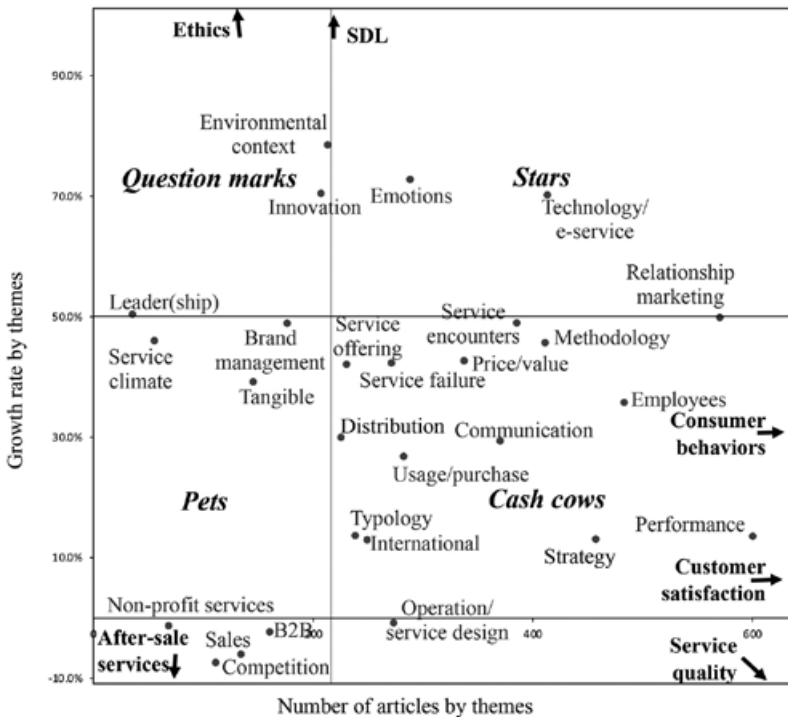 Ethics
SDL
90.0%
Environmental
context
Question marks
Stars
70.0%
Innovation
Emotions
Technology/
e-service
Relationship
marketing
Leader(ship)
50.0%
Service
climate
Brand
management
Tangible
Service
offering
Service failure
Service
encounters
Price/value
Methodology
Employees
Consumer
behaviors
30.0%
Distribution
Communication
Usage/purchase
Pets
Cash cows
Typology
International
Strategy
Performance
10.0%
Customer
satisfaction
Non-profit services
Operation/
service design
0
400
600
After-sale
services
Sales
B2B
Competition
Service
quality
-10.0%
Growth rate by themes
Number of articles by themes